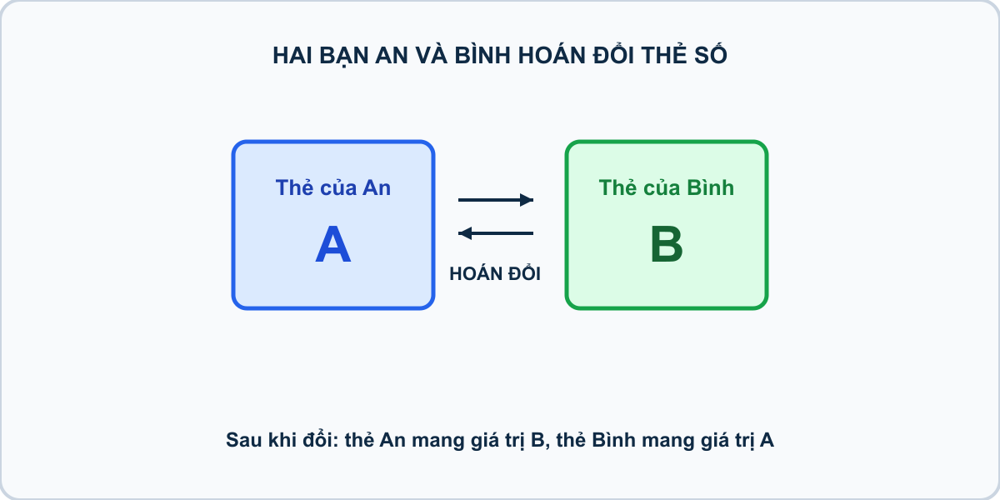 HAI BẠN AN VÀ BÌNH HOÁN ĐỔI THẺ SỐ
Thẻ của An
A
Thẻ của Bình
B
HOÁN ĐỔI
Sau khi đổi: thẻ An mang giá trị B, thẻ Bình mang giá trị A